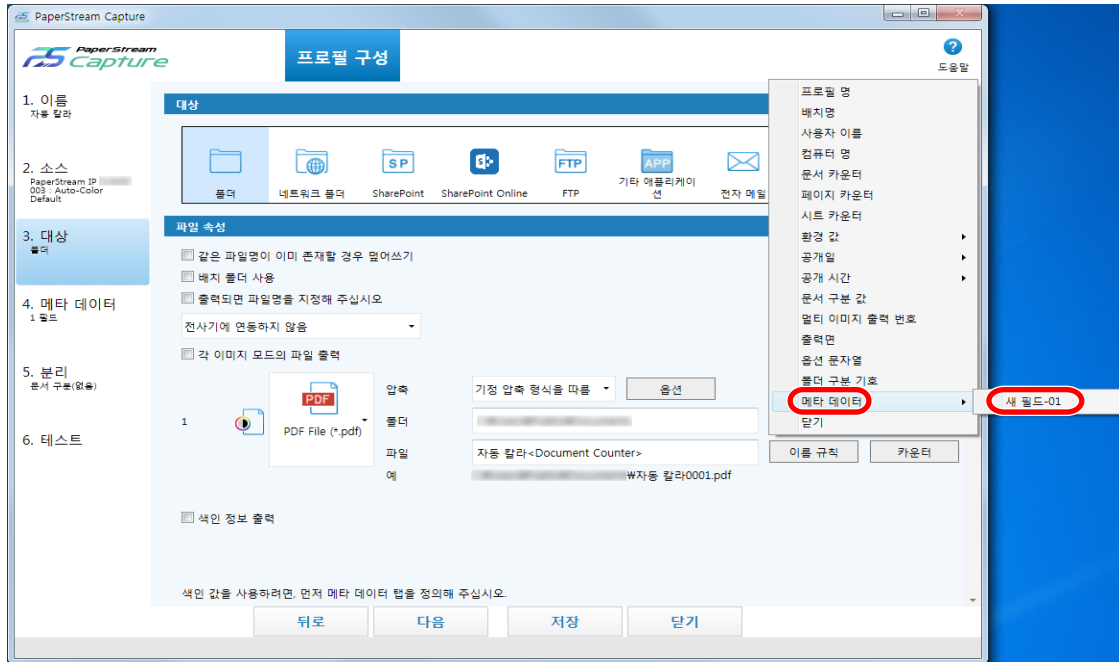 PaperStream Capture
PaperStream
Capture
프로필 구성
도움말
1. 이름
자동 칼라
2. 소스
PaperStream IP
003 : Auto-Color
Default
3. 대상
폴더
4. 메타 데이터
1 필드
5. 분리
문서 구분(없음)
6. 테스트
대상
폴더
네트워크 폴더
SharePoint
SharePoint Online
FTP
FTP
APP
기타 애플리케이
션
전자 메일
SP
파일 속성
같은 파일명이 이미 존재할 경우 덮어쓰기
배치 폴더 사용
출력되면 파일명을 지정해 주십시오
전사기에 연동하지 않음
각 이미지 모드의 파일 출력
1
PDF
PDF File (*.pdf)
압축
기정 압축 형식을 따름
옵션
폴더
파일
자동 칼라<Document Counter>
이름 규칙
카운터
예
₩자동 칼라0001.pdf
색인 정보 출력
색인 값을 사용하려면, 먼저 메타 데이터 탭을 정의해 주십시오.
뒤로
다음
저장
닫기
프로필 명
배치명
사용자 이름
컴퓨터 명
문서 카운터
페이지 카운터
시트 카운터
환경 값
공개일
공개 시간
문서 구분 값
멀티 이미지 출력 번호
출력면
옵션 문자열
폴더 구분 기호
메타 데이터
새 필드-01
닫기